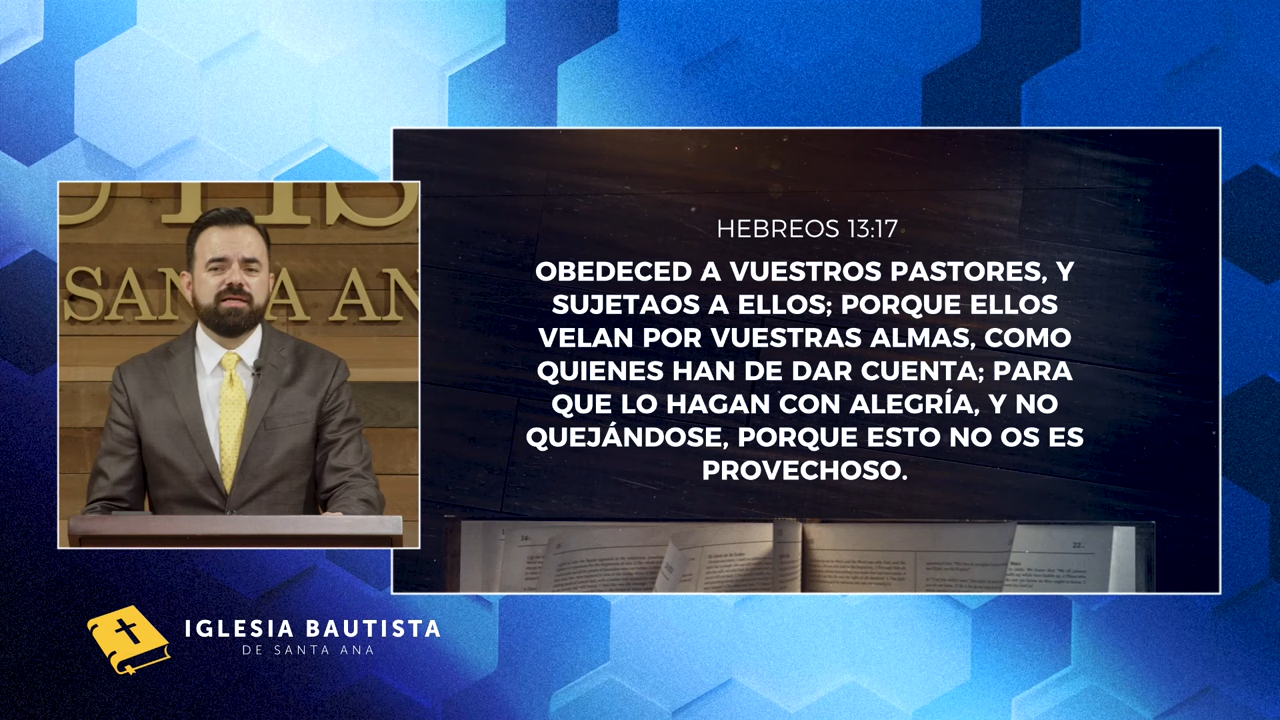 SANTA AN
HEBREOS 13:17
OBEDECED A VUESTROS PASTORES, Y
SUJETAOS A ELLOS; PORQUE ELLOS
VELAN POR VUESTRAS ALMAS, COMO
QUIENES HAN DE DAR CUENTA; PARA
QUE LO HAGAN CON ALEGRÍA, Y NO
QUEJÁNDOSE, PORQUE ESTO NO OS ES
PROVECHOSO.
IGLESIA BAUTISTA
DE SANTA ANA